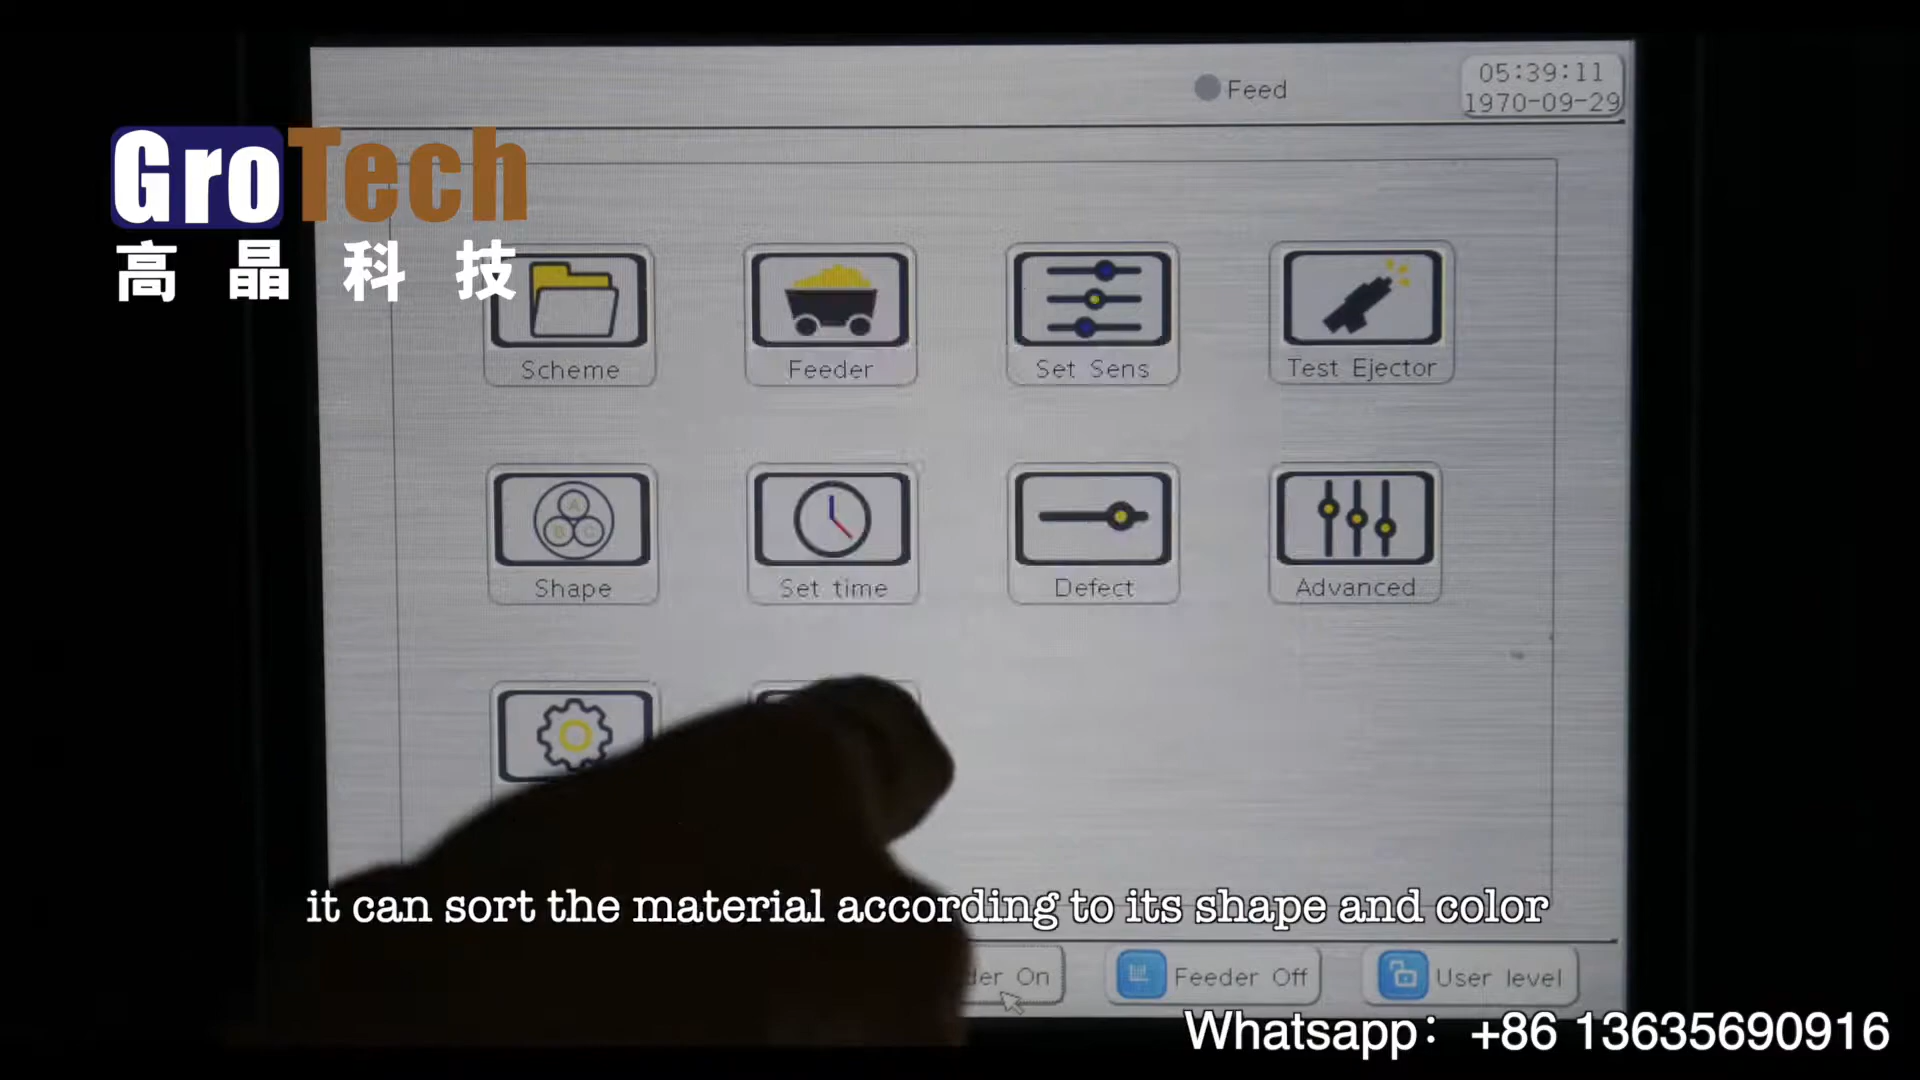 Feed
05:39:11
1970-09-29
GroTech
高晶科技
Scheme
Feeder
Set Sens
Test Ejector
A
B C
Shape
Set time
Defect
Advanced
it can sort the material according to its shape and color
On
Feeder Off
User level
Whatsapp: +86 13635690916